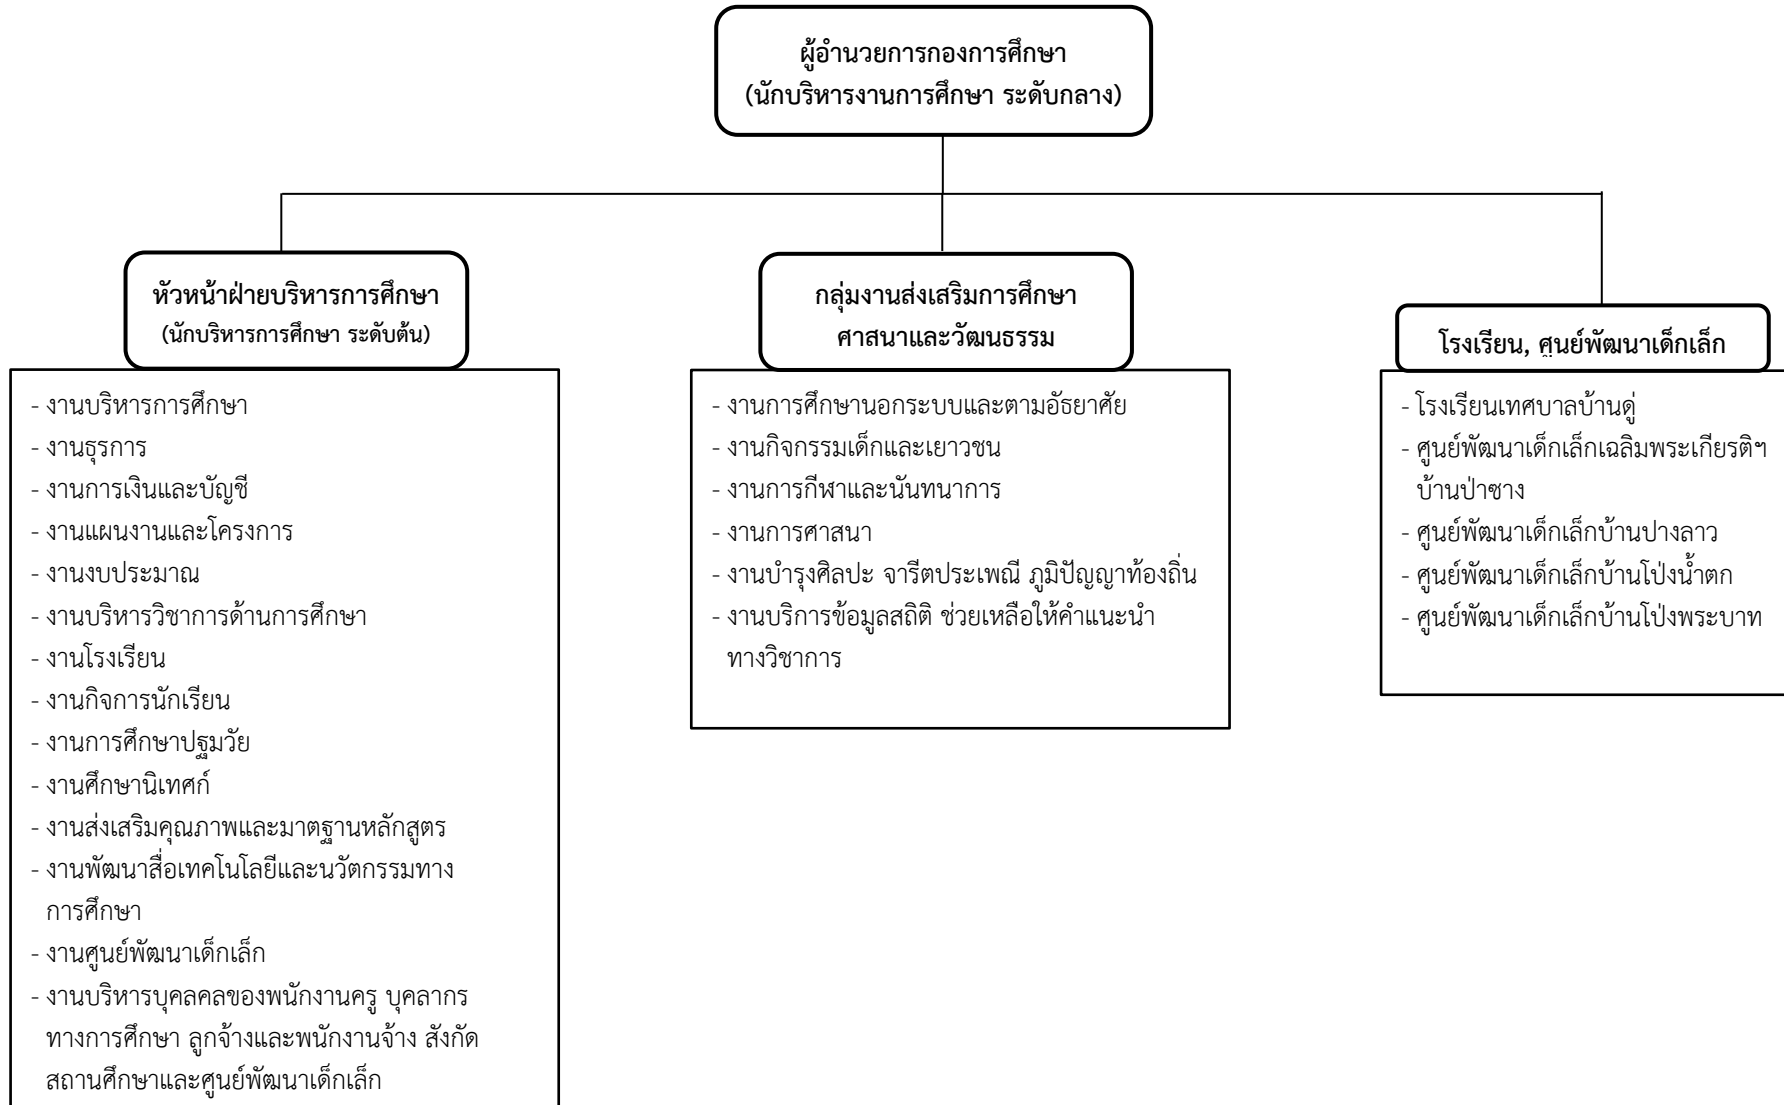 ผู้อำนวยการกองการศึกษา
(นักบริหารงานการศึกษา ระดับกลาง)
หัวหน้าฝ่ายบริหารการศึกษา
(นักบริหารการศึกษา ระดับต้น)
- งานบริหารการศึกษา
- งานธุรการ
- งานการเงินและบัญชี
- งานแผนงานและโครงการ
- งานงบประมาณ
- งานบริหารวิชาการด้านการศึกษา
- งานโรงเรียน
- งานกิจการนักเรียน
- งานการศึกษาปฐมวัย
- งานศึกษานิเทศก์
- งานส่งเสริมคุณภาพและมาตฐานหลักสูตร
- งานพัฒนาสื่อเทคโนโลยีและนวัตกรรมทาง
การศึกษา
- งานศูนย์พัฒนาเด็กเล็ก
- งานบริหารบุคลคลของพนักงานครู บุคลากร
ทางการศึกษา ลูกจ้างและพนักงานจ้าง สังกัด
สถานศึกษาและศูนย์พัฒนาเด็กเล็ก
กลุ่มงานส่งเสริมการศึกษา
ศาสนาและวัฒนธรรม
- งานการศึกษานอกระบบและตามอัธยาศัย
- งานกิจกรรมเด็กและเยาวชน
- งานการกีฬาและนันทนาการ
- งานการศาสนา
- งานบำรุงศิลปะ จารีตประเพณี ภูมิปัญญาท้องถิ่น
- งานบริการข้อมูลสถิติ ช่วยเหลือให้คำแนะนำ
ทางวิชาการ
โรงเรียน, ศูนย์พัฒนาเด็กเล็ก
- โรงเรียนเทศบาลบ้านดู่
- ศูนย์พัฒนาเด็กเล็กเฉลิมพระเกียรติฯ
บ้านป่าซาง
- ศูนย์พัฒนาเด็กเล็กบ้านปางลาว
- ศูนย์พัฒนาเด็กเล็กบ้านโป่งน้ำตก
- ศูนย์พัฒนาเด็กเล็กบ้านโป่งพระบาท